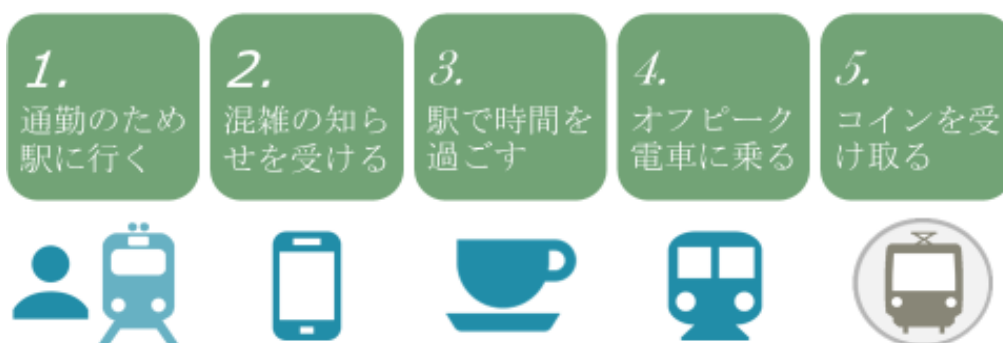 1.
通勤のため
駅に行く
2.
混雑の知ら
せを受ける
3.
駅で時間を
過ごす
4.
オフピーク
電車に乗る
5.
コインを受
け取る